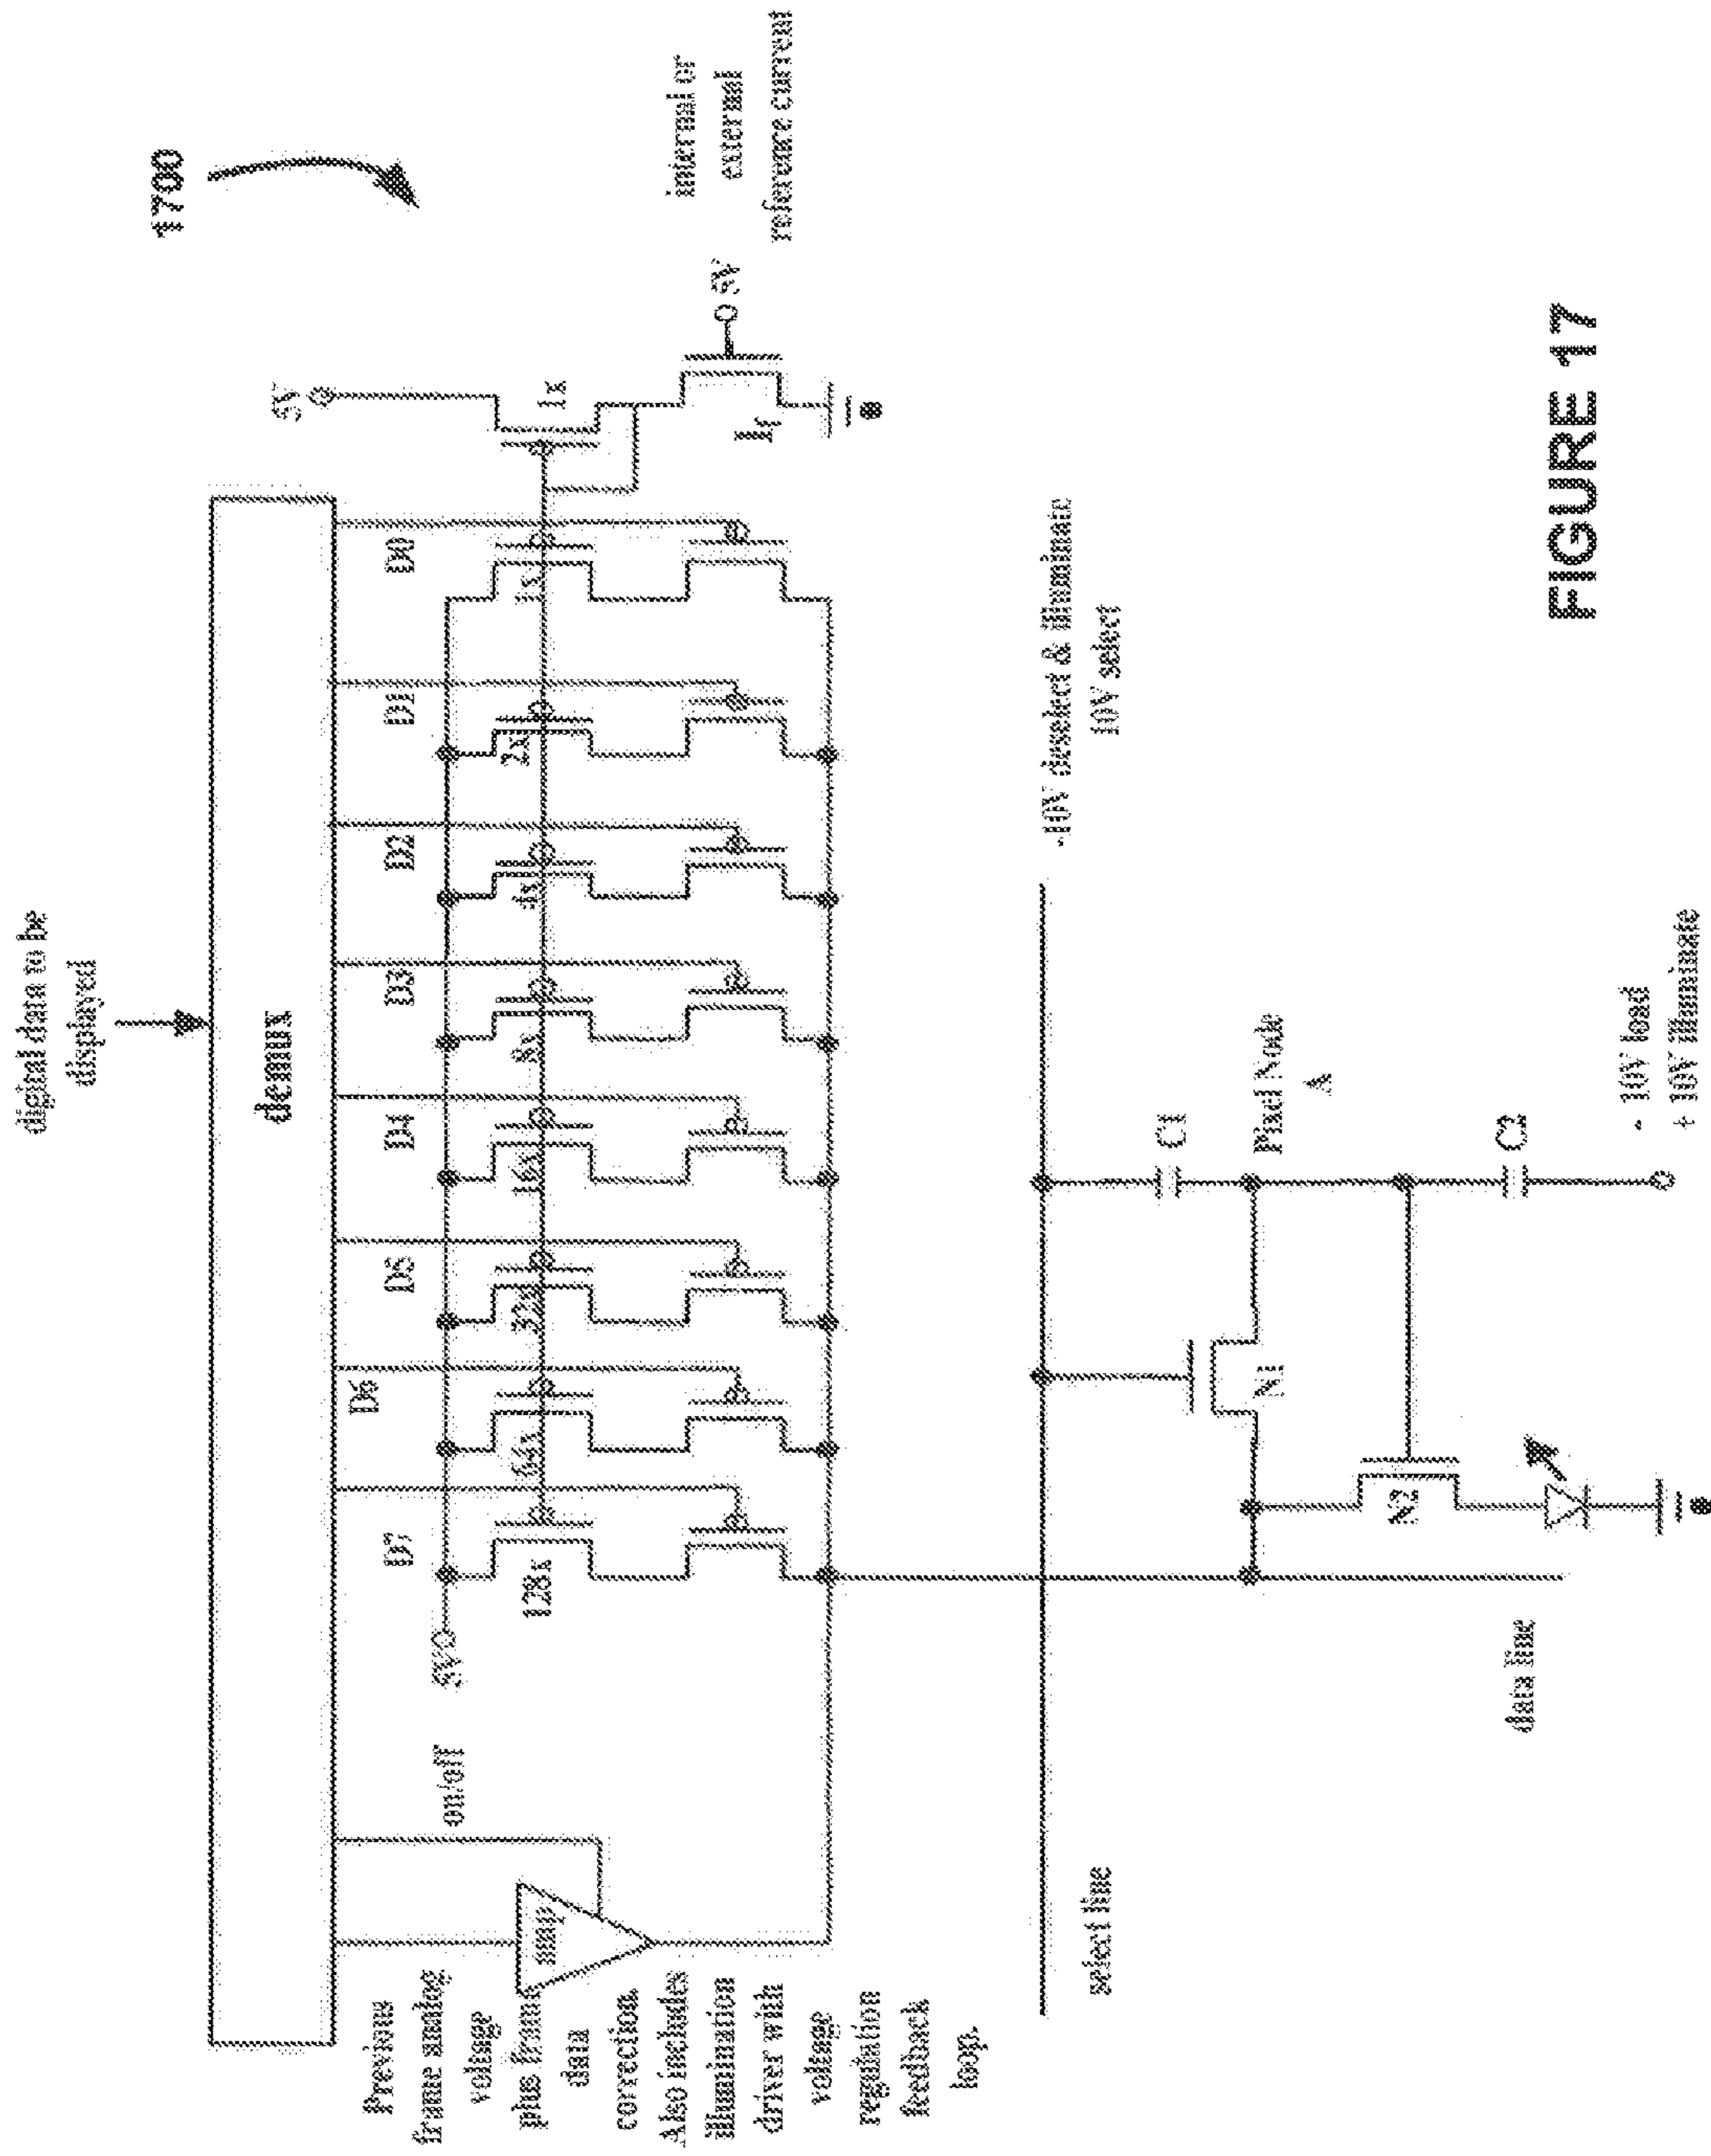 digital data to be
displayed
1700
demux
on/off
D7
D6
D5
D4
D3
D2
D1
D0
5V
5V
128x
64x
32x
16x
8x
4x
2x
1x
1x
5V
internal or
external
reference current
amp
Previous
frame analog
voltage
plus frame
data
correction.
Also includes
illumination
driver with
voltage
regulation
feedback
loop.
select line
-10V deselect & illuminate
10V select
C1
Pixel Node
A
N1
N2
C2
data line
- 10V load
+ 10V illuminate
FIGURE 17